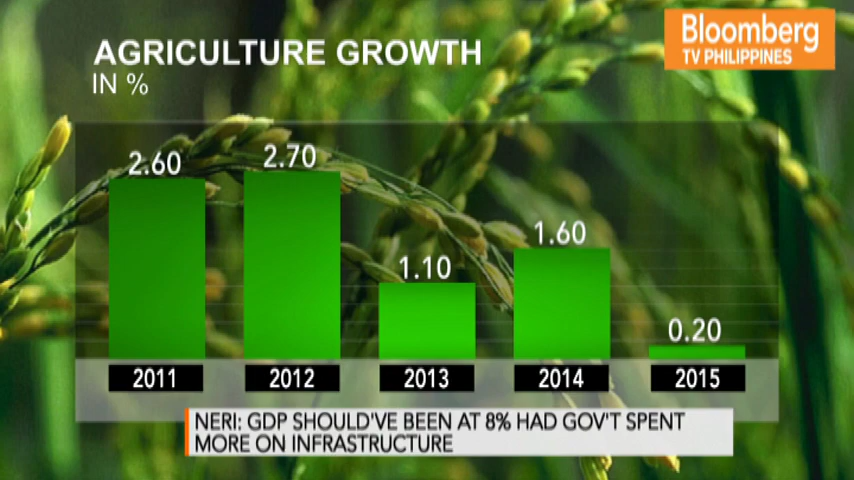 Bloomberg
TV PHILIPPINES
AGRICULTURE GROWTH
IN %
2.60
2.70
1.10
1.60
0.20
2011
2012
2013
2014
2015
NERI: GDP SHOULD'VE BEEN AT 8% HAD GOV'T SPENT
MORE ON INFRASTRUCTURE